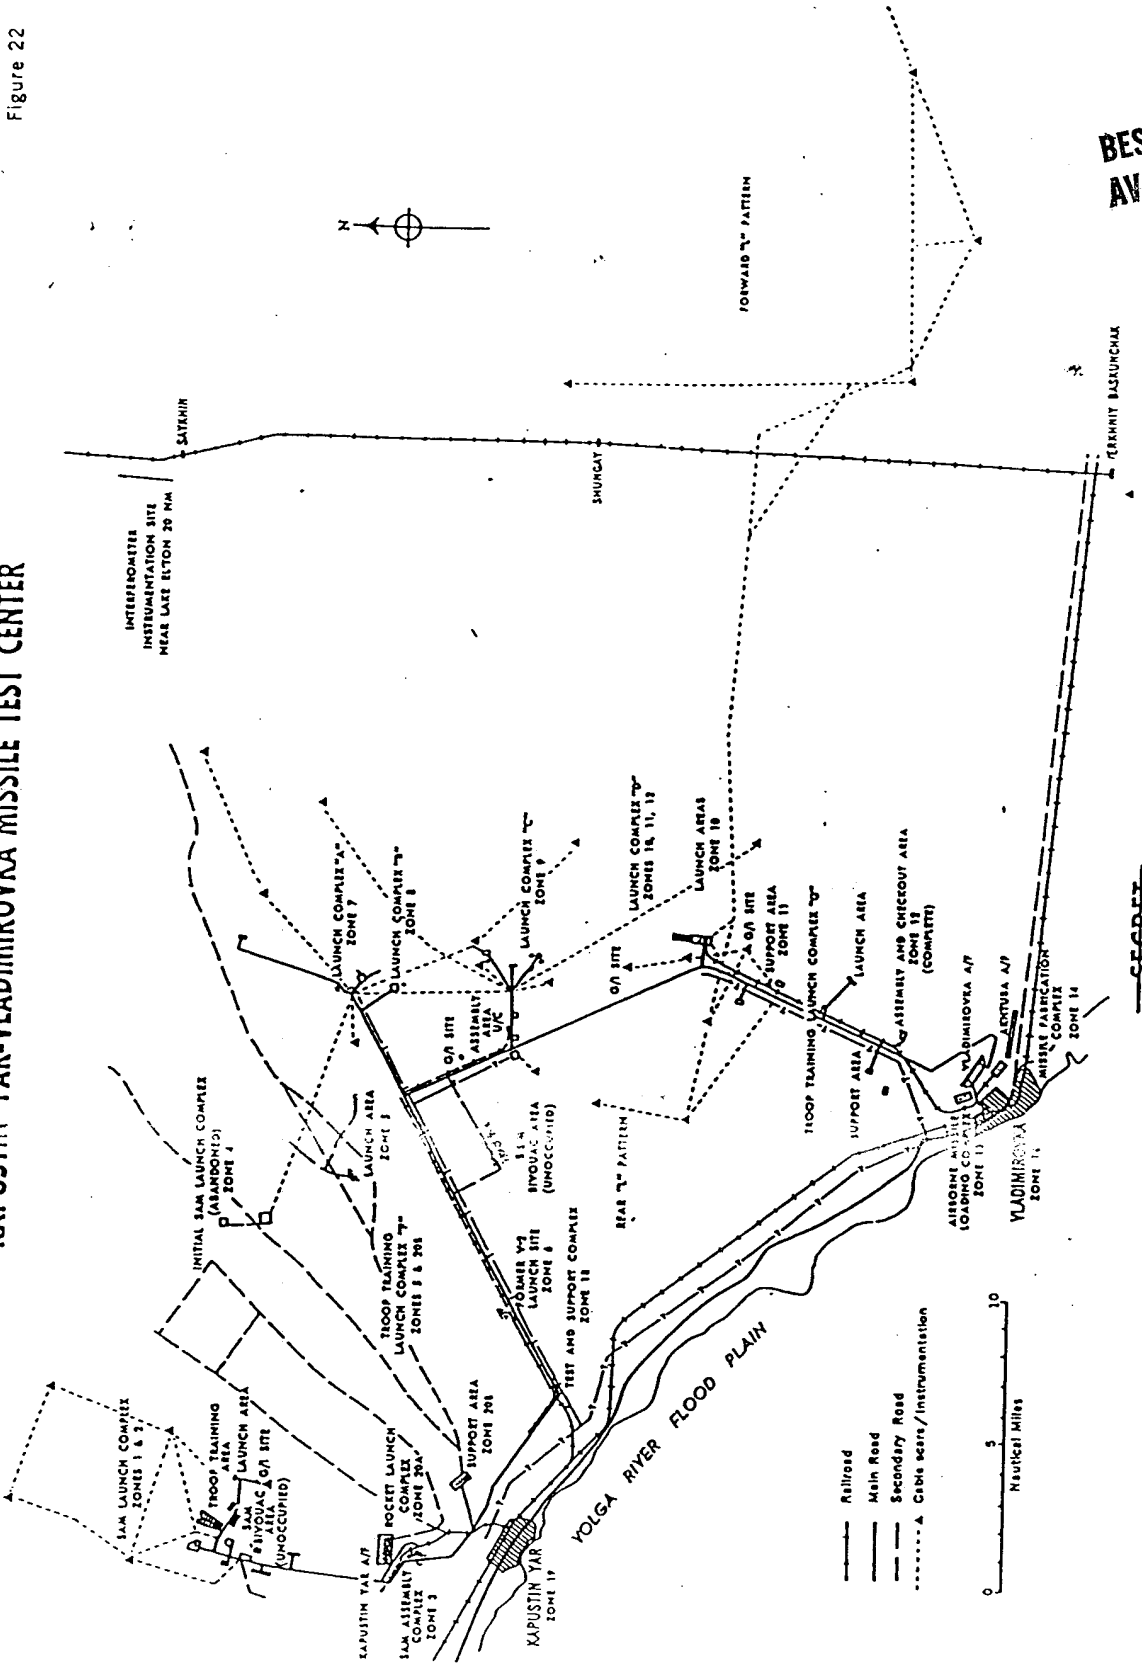 Figure 22
KAPUSTIN YAR-VLADIMIROVKA MISSILE TEST CENTER
INTERFEROMETER
INSTRUMENTATION SITE
NEAR LAKE ELTON 20 NM
SAYKHIN
N
SHUNGAY
FORWARD "L" PATTERN
VERKHNIY BASKUNCHAK
SAM LAUNCH COMPLEX
ZONES 1 & 2
TROOP TRAINING
AREA
LAUNCH AREA
O/I SITE
SAM
BIVOUAC
AREA
(UNOCCUPIED)
INITIAL SAM LAUNCH COMPLEX
(ABANDONED)
ZONE 4
LAUNCH AREA
ZONE 5
TROOP TRAINING
LAUNCH COMPLEX
ZONES 5 & 20B
LAUNCH COMPLEX "A"
ZONE 7
LAUNCH COMPLEX "B"
ZONE 8
LAUNCH COMPLEX "C"
ZONE 9
O/I SITE
ASSEMBLY
AREA
U/C
BIVOUAC AREA
(UNOCCUPIED)
FORMER V-2
LAUNCH SITE
ZONE 6
TEST AND SUPPORT COMPLEX
ZONE 18
KAPUSTIN YAR A/F
ROCKET LAUNCH
COMPLEX
ZONE 20A
SAM ASSEMBLY
COMPLEX
ZONE 3
SUPPORT AREA
ZONE 20B
KAPUSTIN YAR
ZONE 19
REAR "L" PATTERN
O/I SITE
LAUNCH COMPLEX "D"
ZONES 10, 11, 12
LAUNCH AREAS
ZONE 10
O/I SITE
SUPPORT AREA
ZONE 11
TROOP TRAINING LAUNCH COMPLEX "G"
LAUNCH AREA
SUPPORT AREA
ASSEMBLY AND CHECKOUT AREA
ZONE 12
(COMPLETE)
VLADIMIROVKA A/F
AKHTUBA A/F
MISSILE FABRICATION
COMPLEX
ZONE 14
AIRBORNE MISSILE
LOADING COMPLEX
ZONE 13
VLADIMIROVKA
ZONE
VOLGA RIVER FLOOD PLAIN
Railroad
Main Road
Secondary Road
Cable scars/Instrumentation
0 5 10
Nautical Miles
SECRET
BES
AV